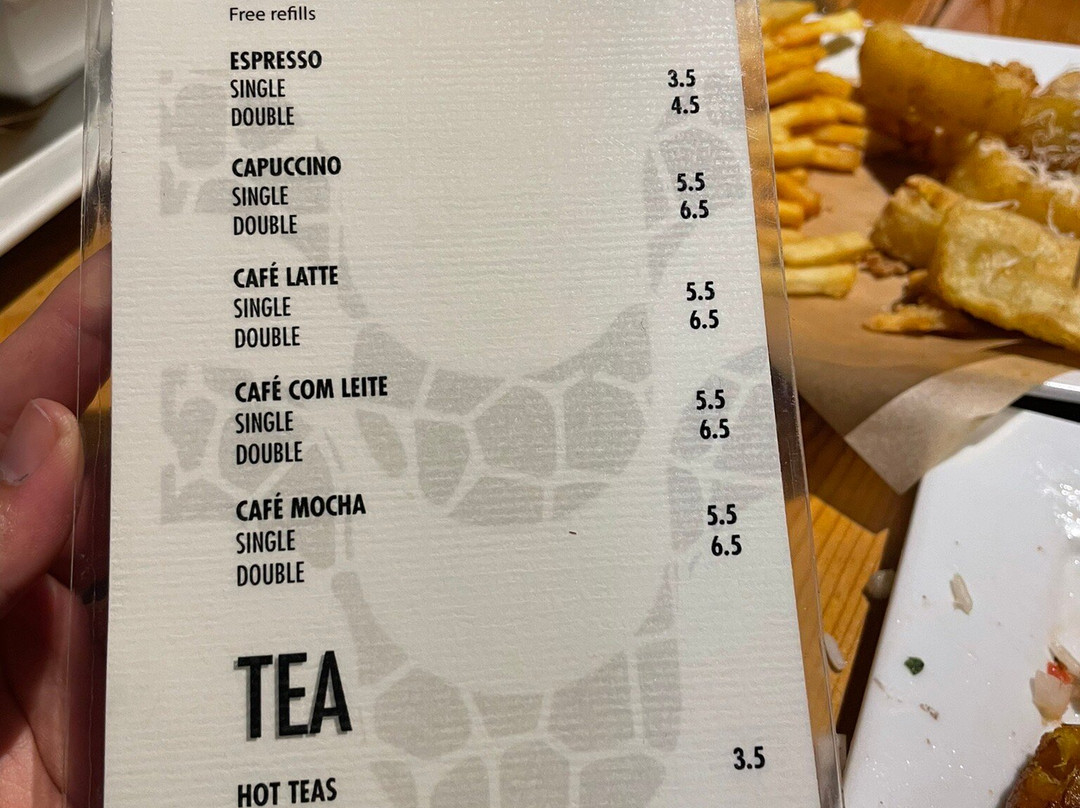 Free refills
ESPRESSO
SINGLE 3.5
DOUBLE 4.5
CAPUCCINO
SINGLE 5.5
DOUBLE 6.5
CAFÉ LATTE
SINGLE 5.5
DOUBLE 6.5
CAFÉ COM LEITE
SINGLE 5.5
DOUBLE 6.5
CAFÉ MOCHA
SINGLE 5.5
DOUBLE 6.5
TEA
HOT TEAS 3.5